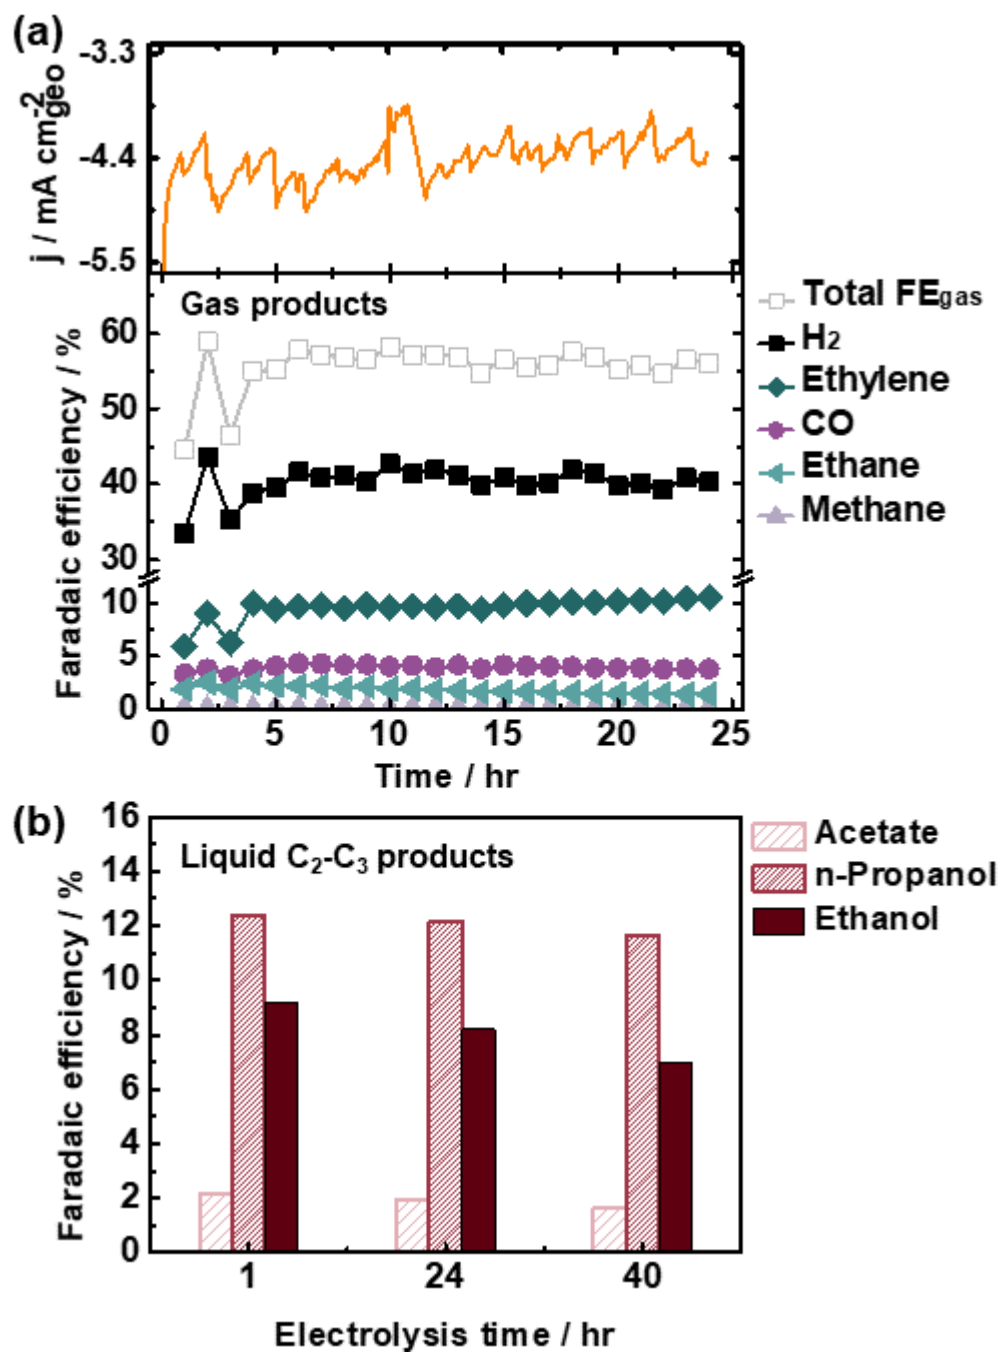 (a)
-3.3
-4.4
-5.5
j / mA cm-2geo
Gas products
60
50
40
30
10
5
0
Faradaic efficiency / %
0 5 10 15 20 25
Time / hr
Total FEgas
H2
Ethylene
CO
Ethane
Methane
(b)
16
14
12
10
8
6
4
2
0
Faradaic efficiency / %
Liquid C2-C3 products
1 24 40
Electrolysis time / hr
Acetate
n-Propanol
Ethanol